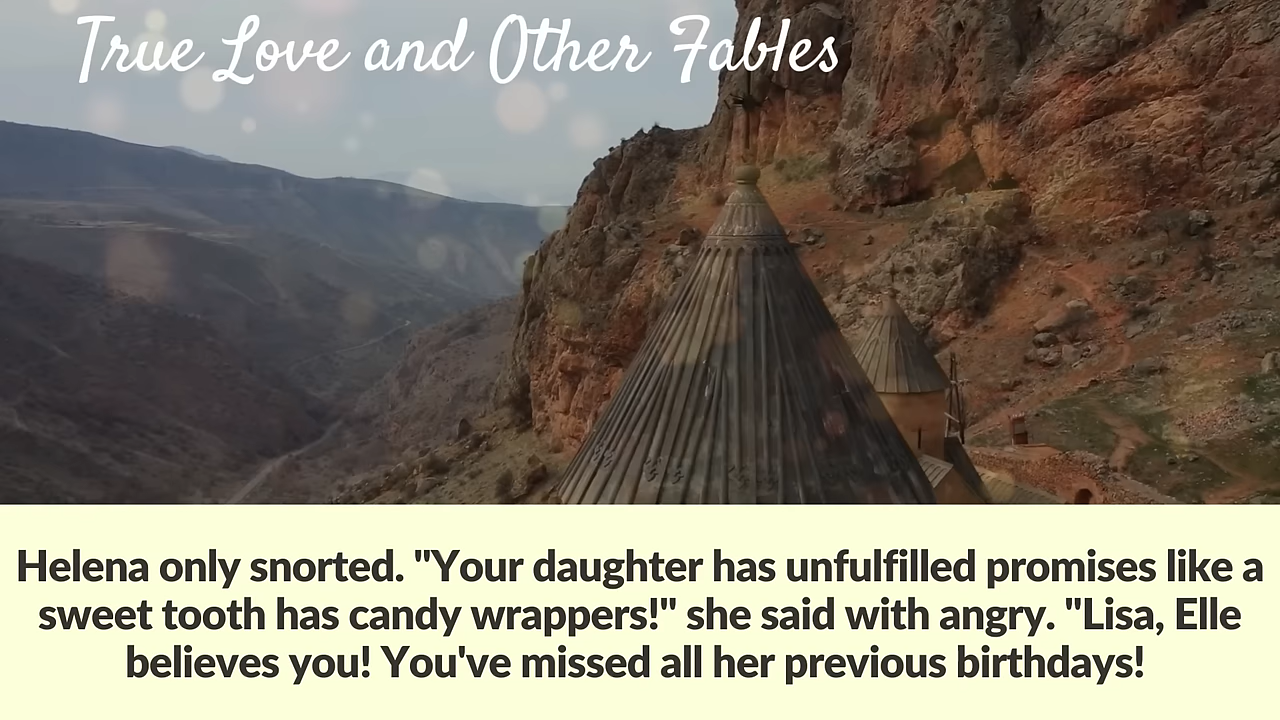 True Love and Other Fables
Helena only snorted. "Your daughter has unfulfilled promises like a
sweet tooth has candy wrappers!" she said with angry. "Lisa, Elle
believes you! You've missed all her previous birthdays!